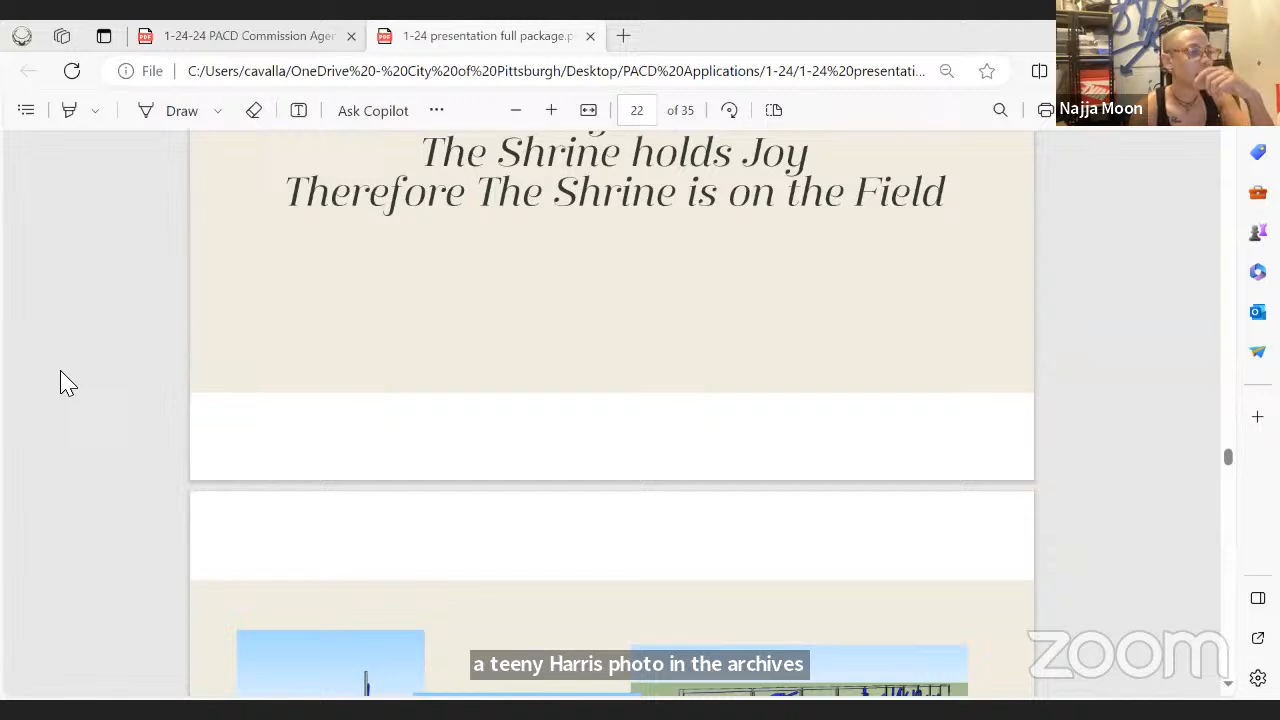 1-24-24 PACD Commission Ager
1-24 presentation full package.p
File
C:/Users/cavalla/OneDrive%20-%20City%20of%20Pittsburgh/Desktop/PACD%20Applications/1-24/1-24%20presentati...
Draw
Ask Copilot
22
of 35
Najja Moon
The Shrine holds Joy
Therefore The Shrine is on the Field
a teeny Harris photo in the archives
zoom